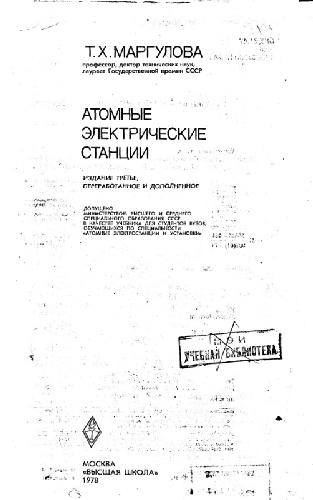 Т.Х. МАРГУЛОВА
профессор, доктор технических наук,
лауреат Государственной премии СССР
АТОМНЫЕ
ЭЛЕКТРИЧЕСКИЕ
СТАНЦИИ
ИЗДАНИЕ ТРЕТЬЕ,
ПЕРЕРАБОТАННОЕ И ДОПОЛНЕННОЕ
ДОПУЩЕНО
МИНИСТЕРСТВОМ ВЫСШЕГО И СРЕДНЕГО
СПЕЦИАЛЬНОГО ОБРАЗОВАНИЯ СССР
В КАЧЕСТВЕ УЧЕБНИКА ДЛЯ СТУДЕНТОВ ВУЗОВ,
ОБУЧАЮЩИХСЯ ПО СПЕЦИАЛЬНОСТИ
«АТОМНЫЕ ЭЛЕКТРОСТАНЦИИ И УСТАНОВКИ»
УЧЕБНАЯ БИБЛИОТЕКА
МОСКВА
«ВЫСШАЯ ШКОЛА»
1978